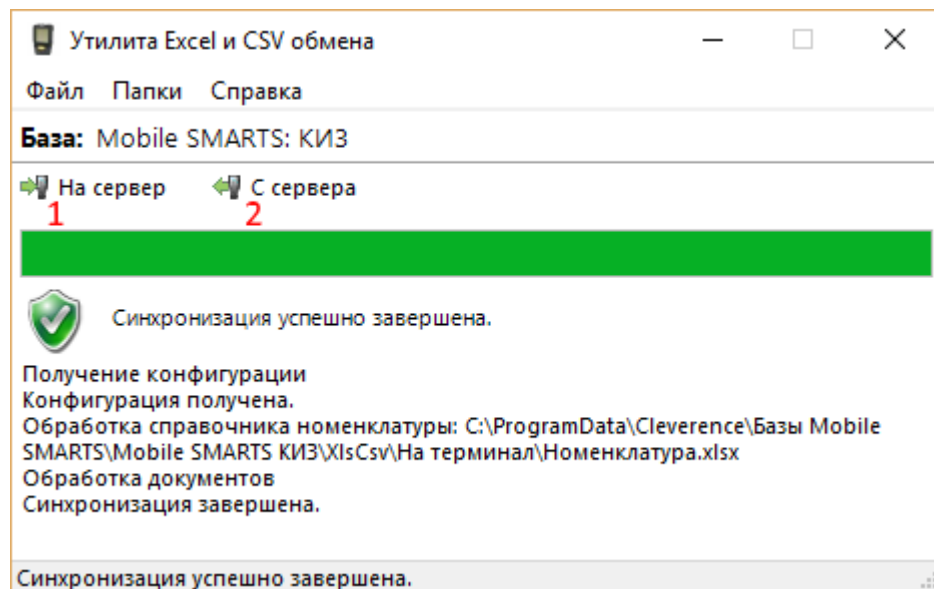 Утилита Excel и CSV обмена
Файл Папки Справка
База: Mobile SMARTS: КИЗ
На сервер С сервера
1 2
Синхронизация успешно завершена.
Получение конфигурации
Конфигурация получена.
Обработка справочника номенклатуры: C:\ProgramData\Cleverence\Базы Mobile
SMARTS\Mobile SMARTS КИЗ\XlsCsv\На терминал\Номенклатура.xlsx
Обработка документов
Синхронизация завершена.
Синхронизация успешно завершена.